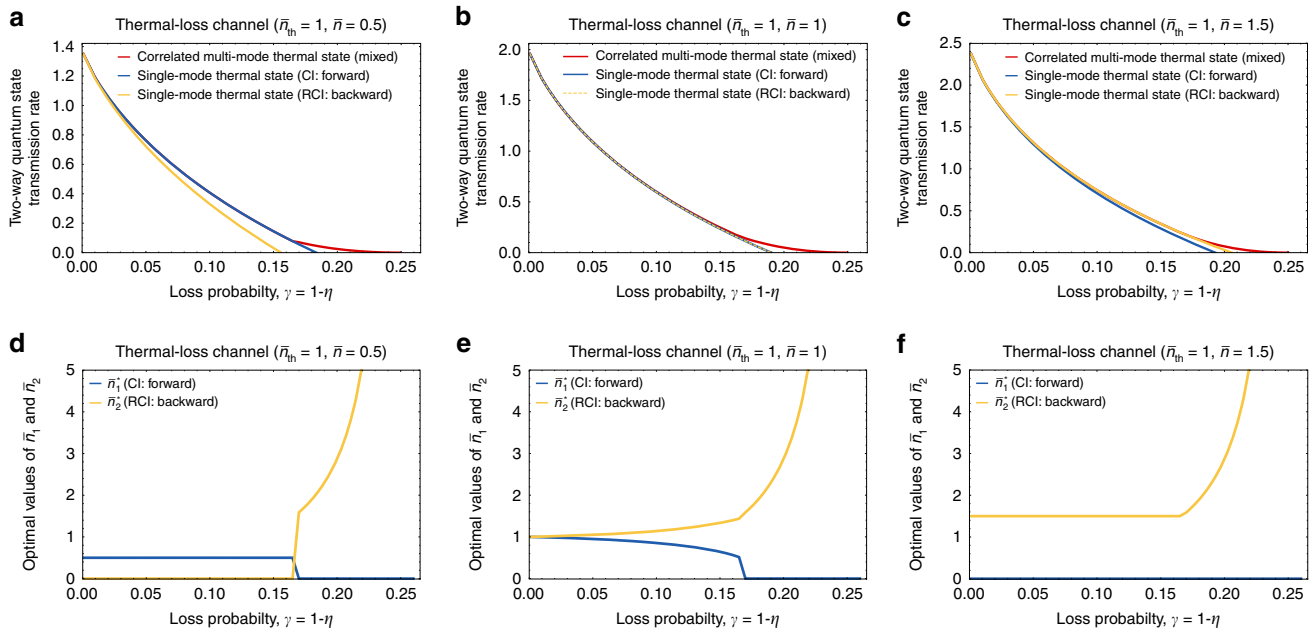 a
Thermal-loss channel (n̄th = 1, n̄ = 0.5)
Two-way quantum state
transmission rate
1.4
1.2
1.0
0.8
0.6
0.4
0.2
0.0
Correlated multi-mode thermal state (mixed)
Single-mode thermal state (CI: forward)
Single-mode thermal state (RCI: backward)
0.00 0.05 0.10 0.15 0.20 0.25
Loss probabilty, γ = 1-η
b
Thermal-loss channel (n̄th = 1, n̄ = 1)
Two-way quantum state
transmission rate
2.0
1.5
1.0
0.5
0.0
Correlated multi-mode thermal state (mixed)
Single-mode thermal state (CI: forward)
Single-mode thermal state (RCI: backward)
0.00 0.05 0.10 0.15 0.20 0.25
Loss probabilty, γ = 1-η
c
Thermal-loss channel (n̄th = 1, n̄ = 1.5)
Two-way quantum state
transmission rate
2.5
2.0
1.5
1.0
0.5
0.0
Correlated multi-mode thermal state (mixed)
Single-mode thermal state (CI: forward)
Single-mode thermal state (RCI: backward)
0.00 0.05 0.10 0.15 0.20 0.25
Loss probabilty, γ = 1-η
d
Thermal-loss channel (n̄th = 1, n̄ = 0.5)
Optimal values of n̄1 and n̄2
5
4
3
2
1
0
n̄1* (CI: forward)
n̄2* (RCI: backward)
0.00 0.05 0.10 0.15 0.20 0.25
Loss probabilty, γ = 1-η
e
Thermal-loss channel (n̄th = 1, n̄ = 1)
Optimal values of n̄1 and n̄2
5
4
3
2
1
0
n̄1* (CI: forward)
n̄2* (RCI: backward)
0.00 0.05 0.10 0.15 0.20 0.25
Loss probabilty, γ = 1-η
f
Thermal-loss channel (n̄th = 1, n̄ = 1.5)
Optimal values of n̄1 and n̄2
5
4
3
2
1
0
n̄1* (CI: forward)
n̄2* (RCI: backward)
0.00 0.05 0.10 0.15 0.20 0.25
Loss probabilty, γ = 1-η